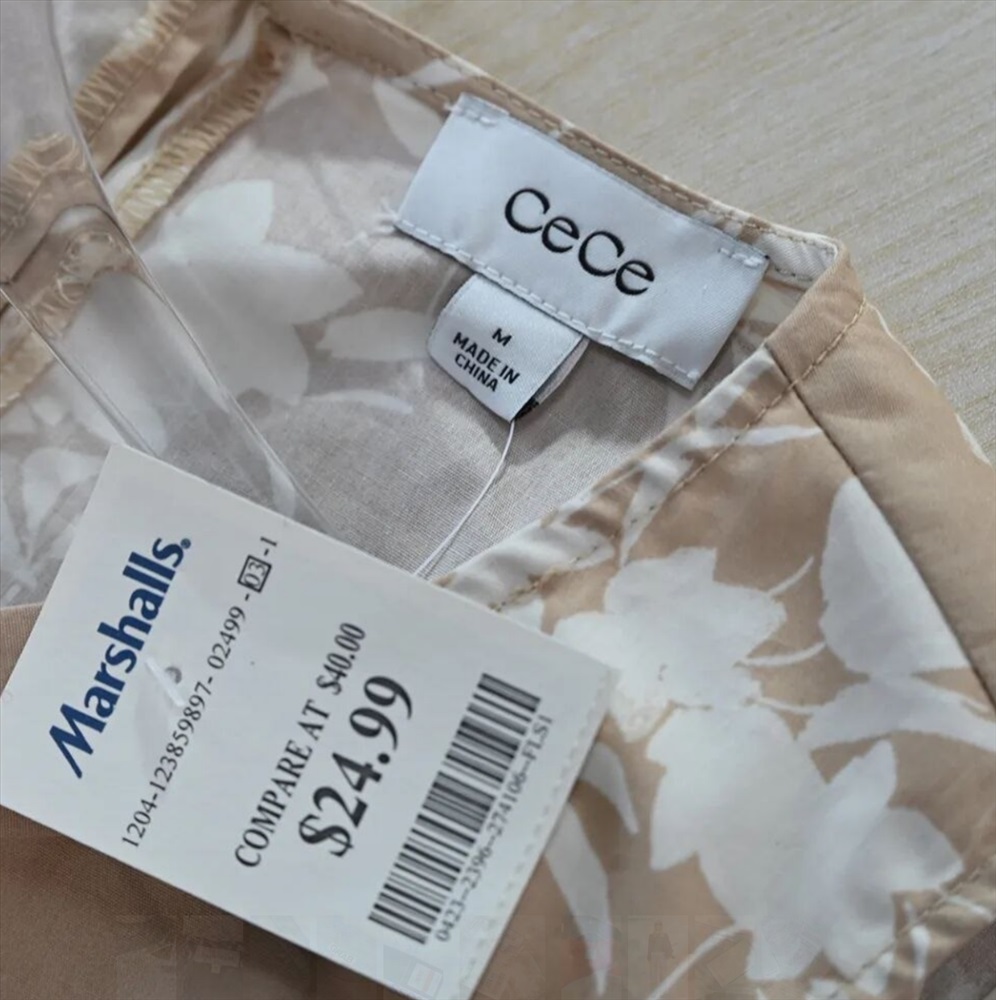 CeCe
M
MADE IN
CHINA
Marshalls.
1204-123859897-02499-03-1
COMPARE AT $40.00
$24.99
0423-2396-274106-FLS1